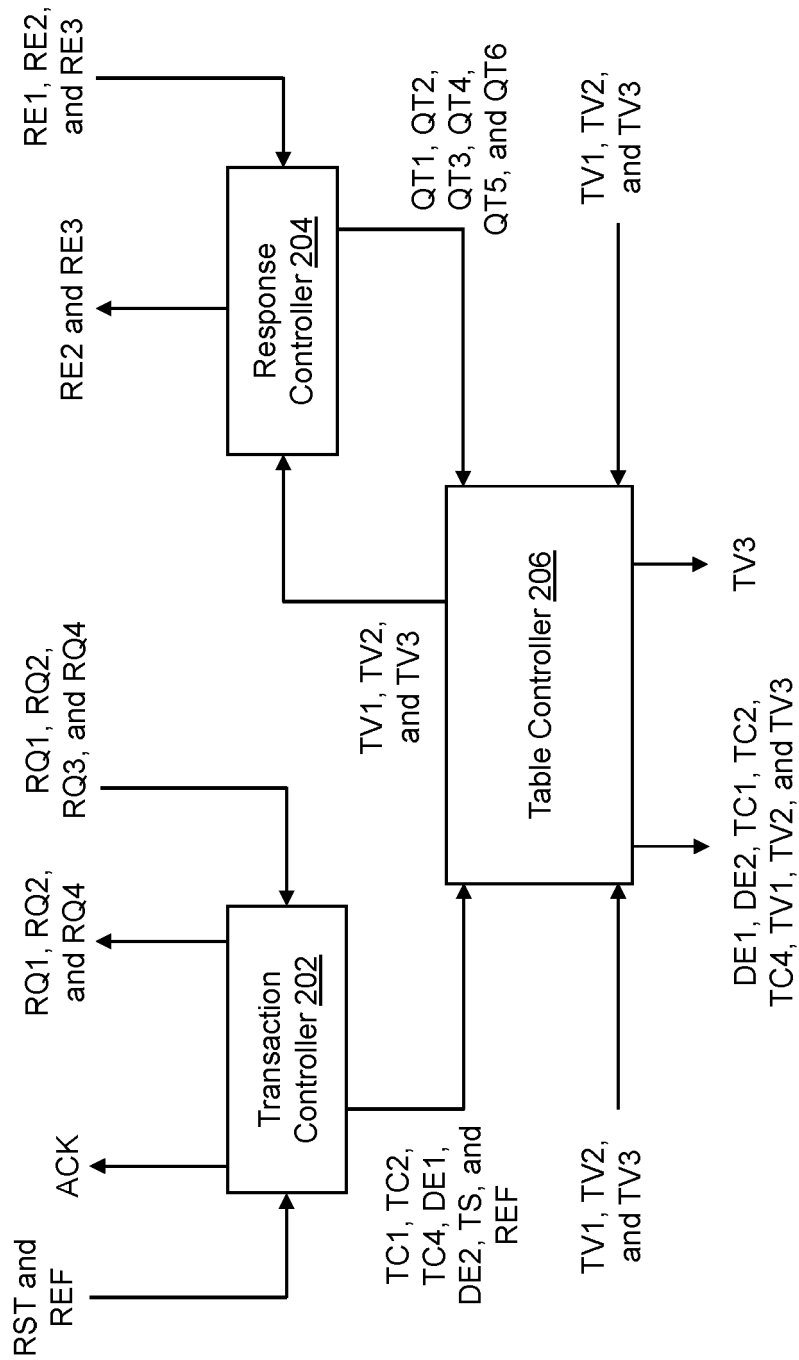 RST and
REF
ACK
RQ1, RQ2,
and RQ4
RQ1, RQ2,
RQ3, and RQ4
RE2 and RE3
RE1, RE2,
and RE3
Transaction
Controller 202
Response
Controller 204
TC1, TC2,
TC4, DE1,
DE2, TS, and
REF
TV1, TV2,
and TV3
QT1, QT2,
QT3, QT4,
QT5, and QT6
Table Controller 206
TV1, TV2,
and TV3
TV1, TV2,
and TV3
DE1, DE2, TC1, TC2,
TC4, TV1, TV2, and TV3
TV3